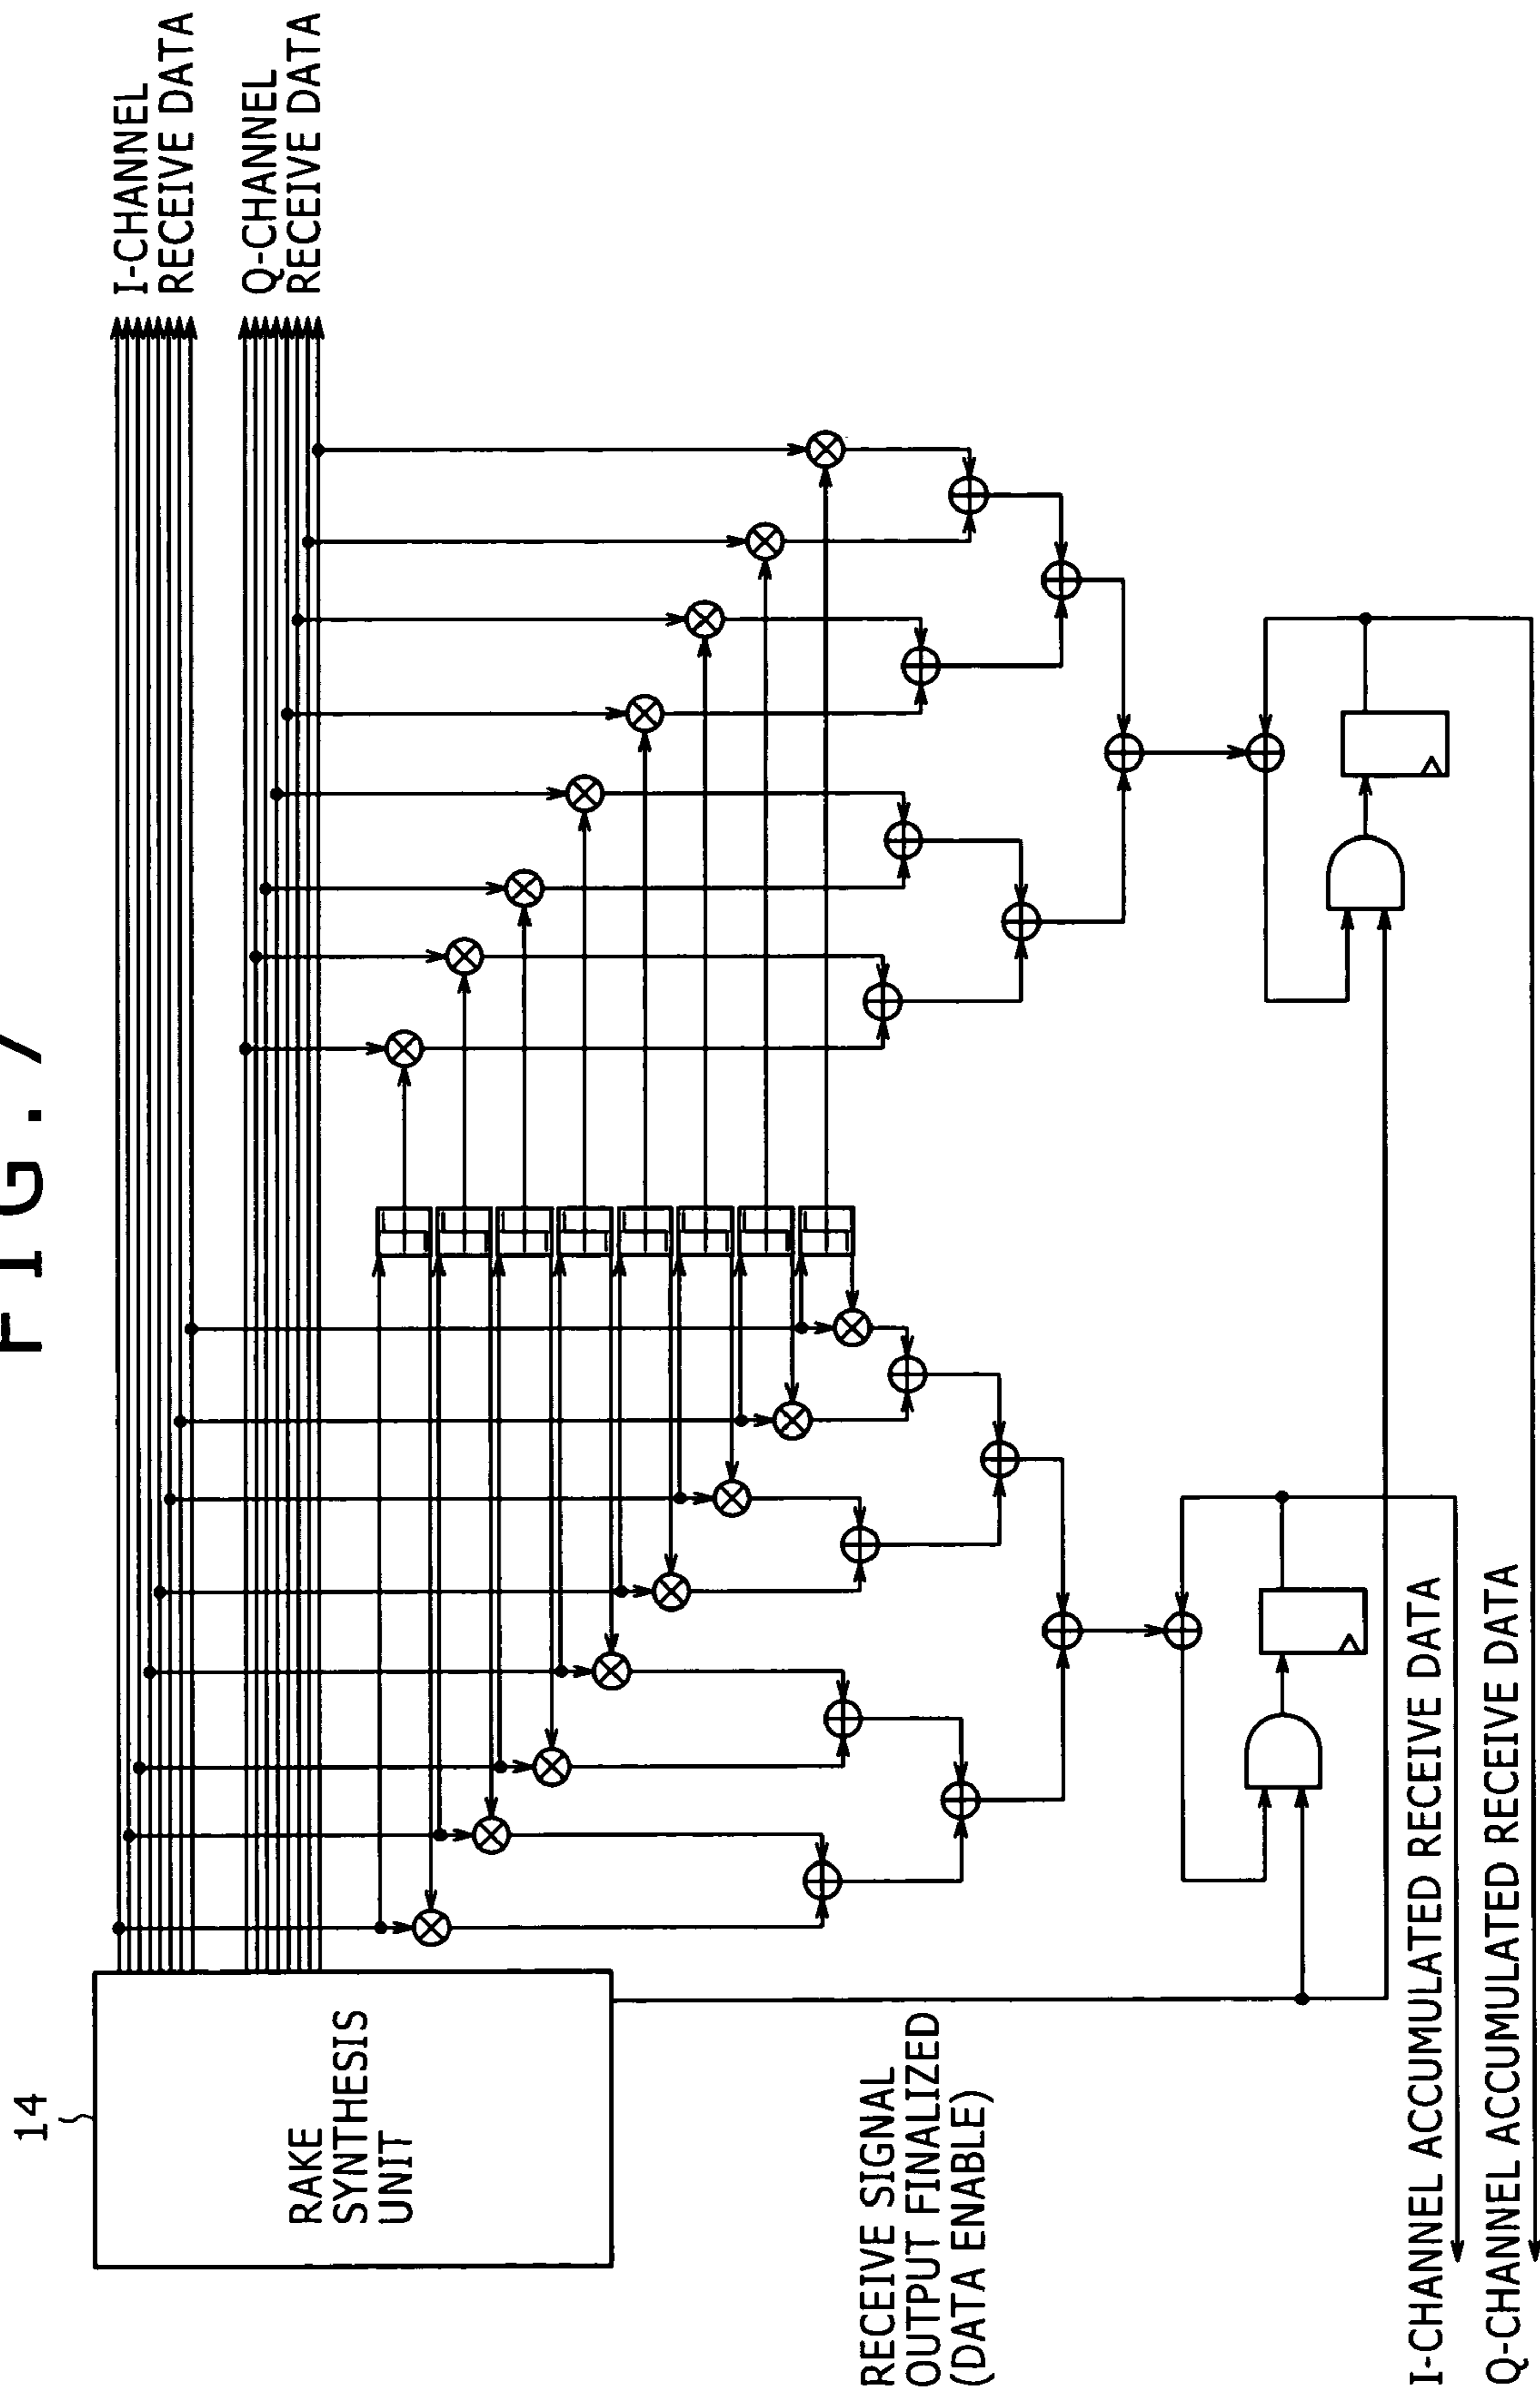 FIG. 7
14
RAKE
SYNTHESIS
UNIT
I-CHANNEL
RECEIVE DATA
Q-CHANNEL
RECEIVE DATA
RECEIVE SIGNAL
OUTPUT FINALIZED
(DATA ENABLE)
I-CHANNEL ACCUMULATED RECEIVE DATA
Q-CHANNEL ACCUMULATED RECEIVE DATA